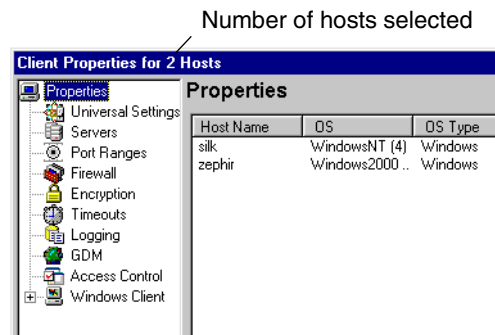 Number of hosts selected
Client Properties for 2 Hosts
Properties
Universal Settings
Servers
Port Ranges
Firewall
Encryption
Timeouts
Logging
GDM
Access Control
Windows Client
Properties
Host Name OS OS Type
silk WindowsNT (4) Windows
zephir Windows2000 .. Windows